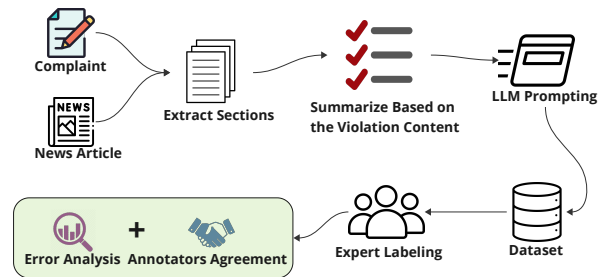 Complaint
NEWS
News Article
Extract Sections
Summarize Based on
the Violation Content
LLM Prompting
Dataset
Expert Labeling
+
Error Analysis
Annotators Agreement